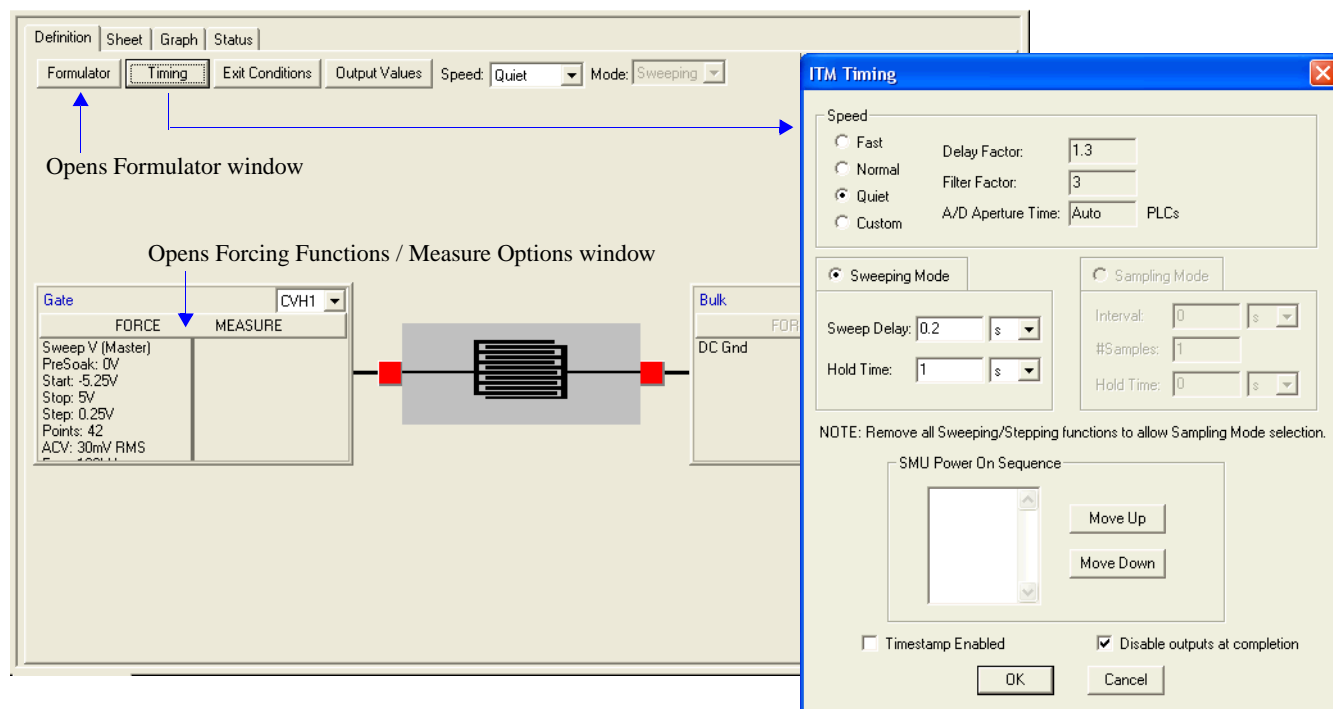 Definition Sheet Graph Status
Formulator Timing Exit Conditions Output Values Speed: Quiet Mode: Sweeping
Opens Formulator window
Opens Forcing Functions / Measure Options window
Gate CVH1
FORCE MEASURE
Sweep V (Master)
PreSoak: 0V
Start: -5.25V
Stop: 5V
Step: 0.25V
Points: 42
ACV: 30mV RMS
Bulk
FOR
DC Gnd
ITM Timing
Speed
Fast
Normal
Quiet
Custom
Delay Factor: 1.3
Filter Factor: 3
A/D Aperture Time: Auto PLCs
Sweeping Mode
Sweep Delay: 0.2 s
Hold Time: 1 s
Sampling Mode
Interval: 0 s
#Samples: 1
Hold Time: 0 s
NOTE: Remove all Sweeping/Stepping functions to allow Sampling Mode selection.
SMU Power On Sequence
Move Up
Move Down
Timestamp Enabled Disable outputs at completion
OK Cancel